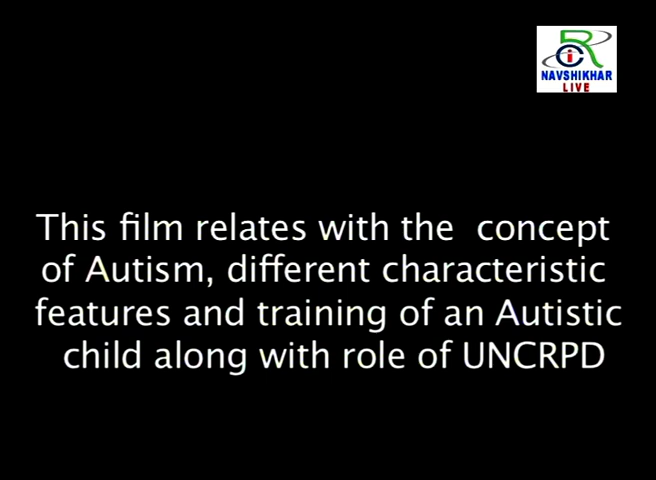 R
C i
NAVSHIKHAR
LIVE
This film relates with the concept
of Autism, different characteristic
features and training of an Autistic
child along with role of UNCRPD